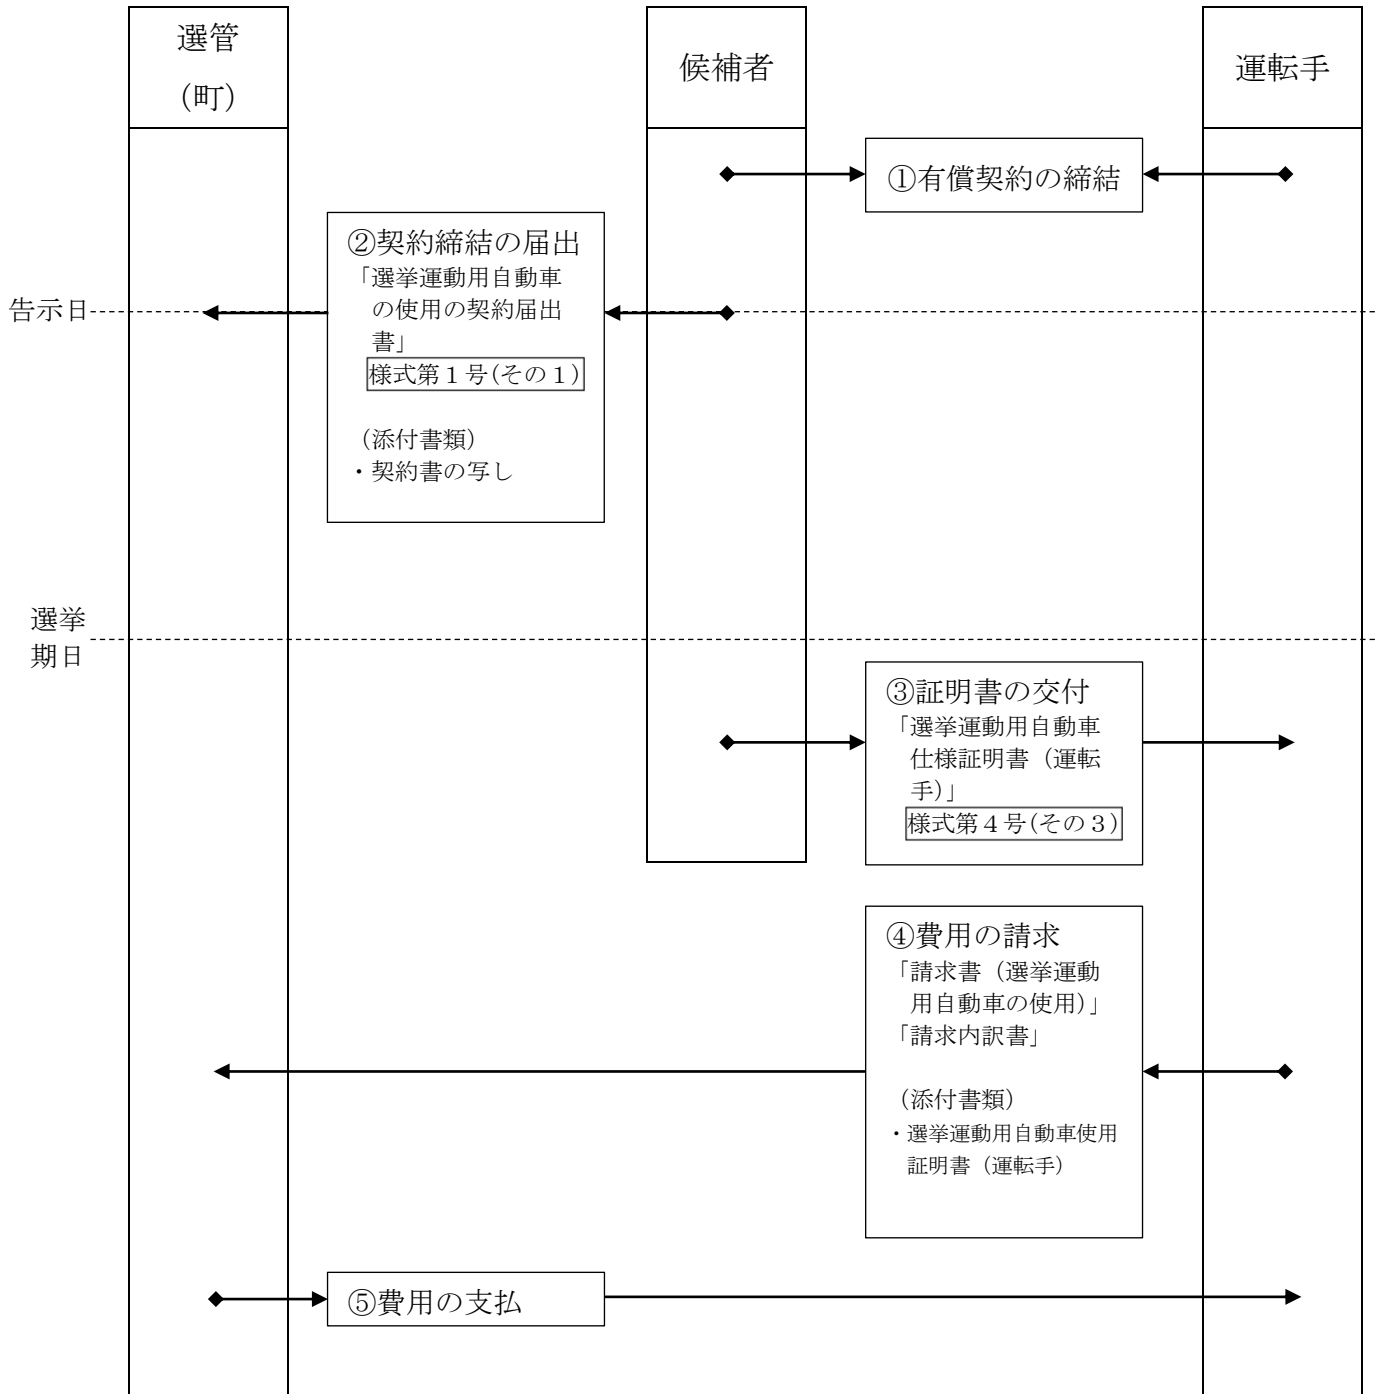 選管
(町)
候補者
運転手
①有償契約の締結
②契約締結の届出
「選挙運動用自動車
の使用の契約届出
書」
様式第１号(その１)
（添付書類）
・契約書の写し
告示日
選挙
期日
③証明書の交付
「選挙運動用自動車
仕様証明書（運転
手）」
様式第４号(その３)
④費用の請求
「請求書（選挙運動
用自動車の使用）」
「請求内訳書」
（添付書類）
・選挙運動用自動車使用
証明書（運転手）
⑤費用の支払